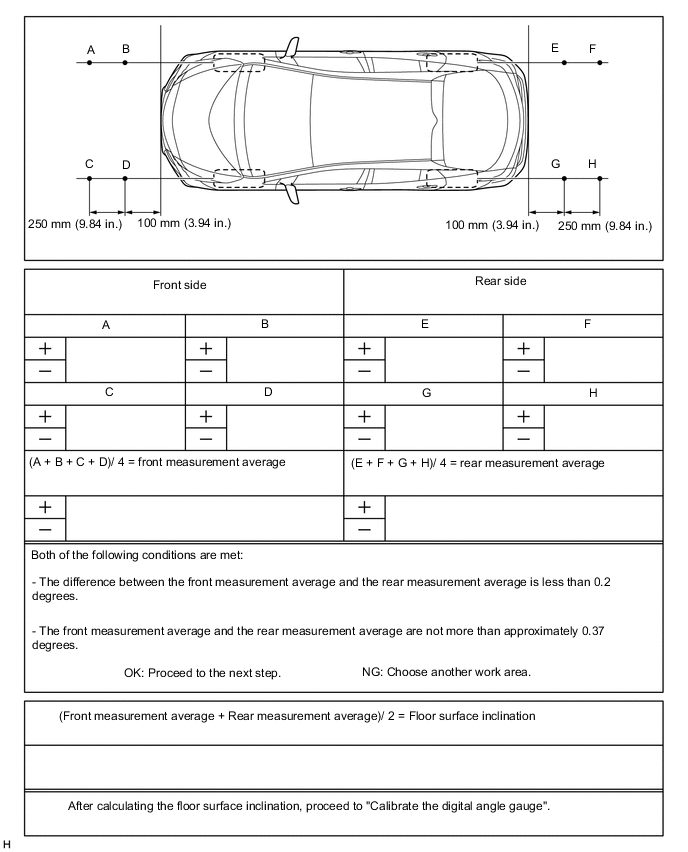 A B E F
C D G H
250 mm (9.84 in.) 100 mm (3.94 in.) 100 mm (3.94 in.) 250 mm (9.84 in.)
Front side Rear side
A B E F
+ + + +
− − − −
C D G H
+ + + +
− − − −
(A + B + C + D)/ 4 = front measurement average (E + F + G + H)/ 4 = rear measurement average
+ +
− −
Both of the following conditions are met:
- The difference between the front measurement average and the rear measurement average is less than 0.2
degrees.
- The front measurement average and the rear measurement average are not more than approximately 0.37
degrees.
OK: Proceed to the next step. NG: Choose another work area.
(Front measurement average + Rear measurement average)/ 2 = Floor surface inclination
After calculating the floor surface inclination, proceed to "Calibrate the digital angle gauge".
H